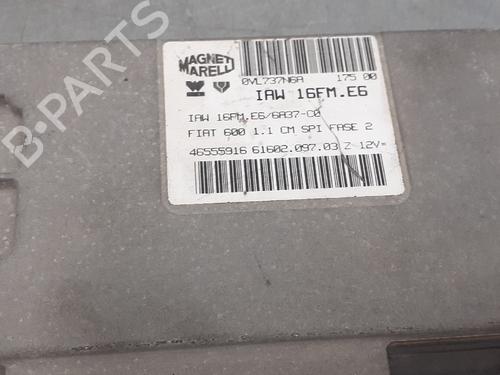 MAGNETI
MARELLI
0VL737N6A 175 00
IAW 16FM.E6
IAW 16FM.E6/6A37-C0
FIAT 600 1.1 CM SPI FASE 2
46555916 61602.097.03 Z 12V=
B-PARTS